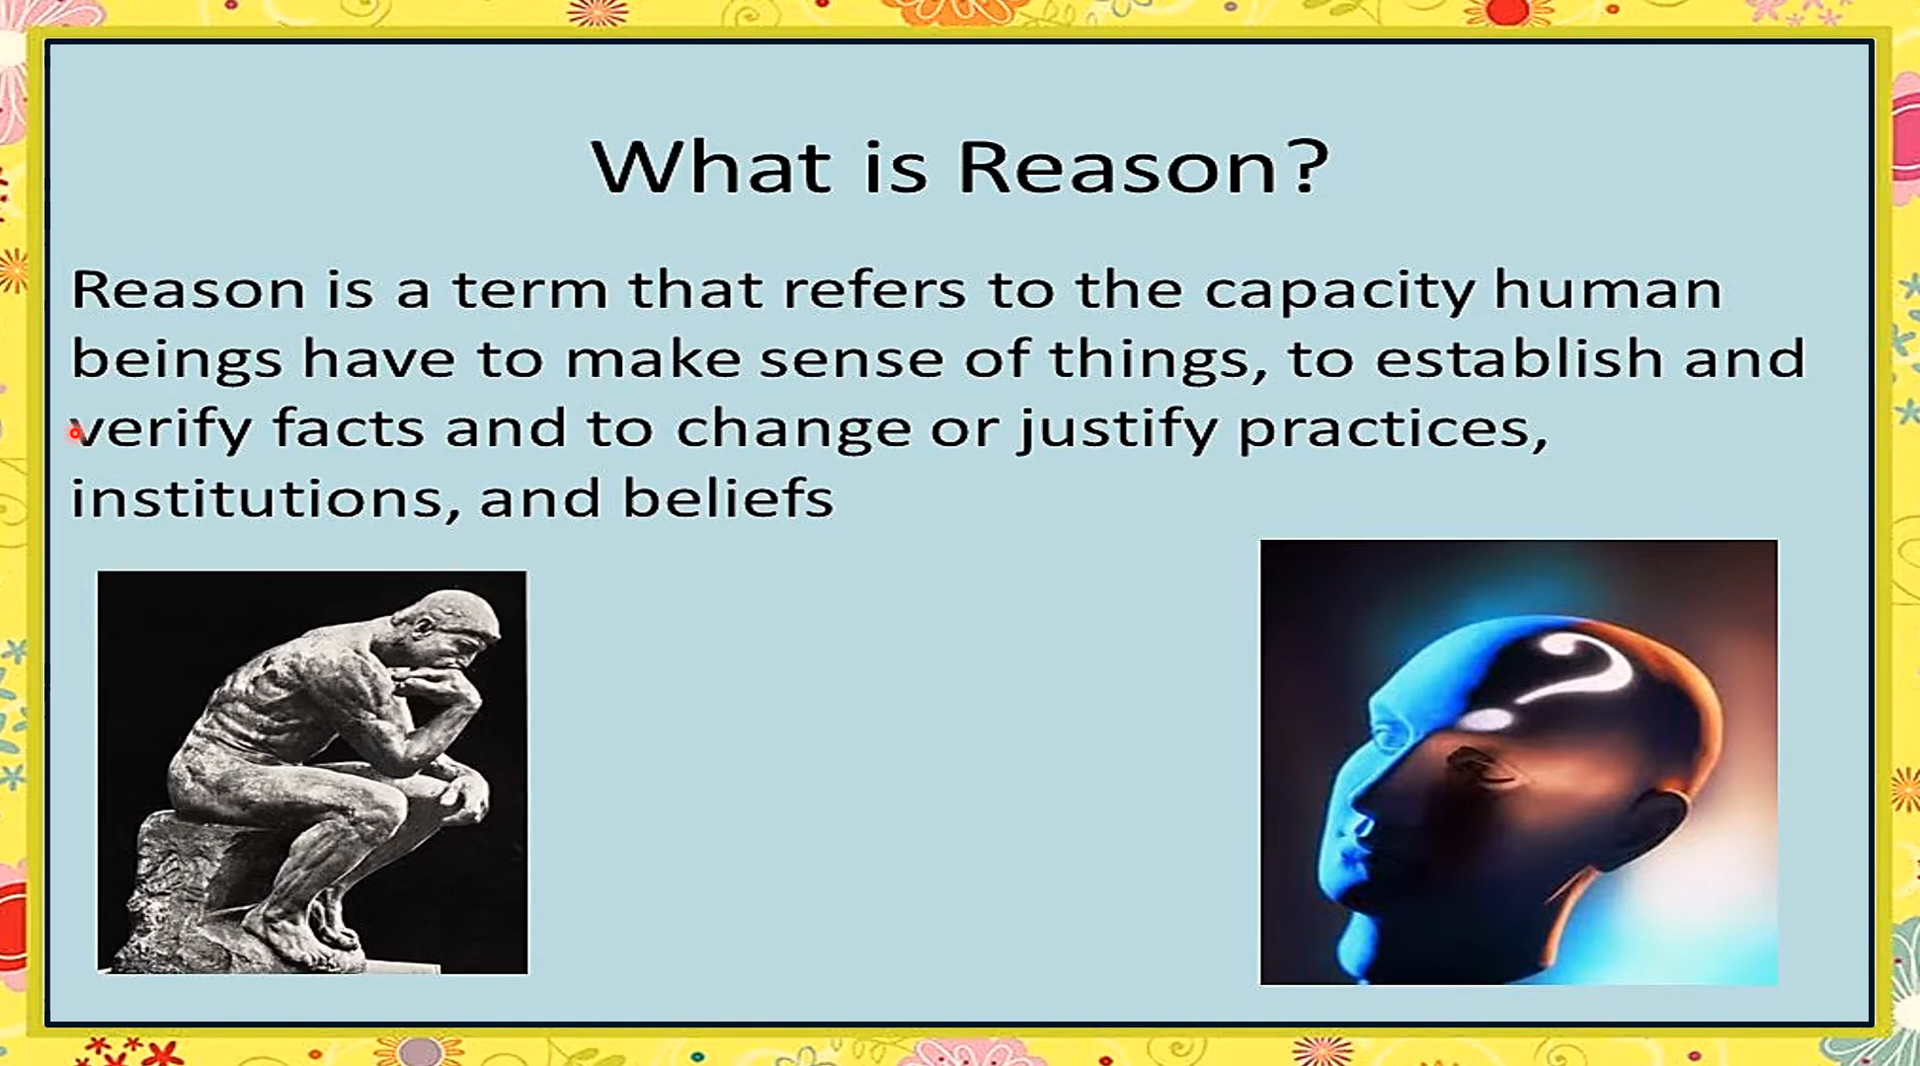 What is Reason?
Reason is a term that refers to the capacity human
beings have to make sense of things, to establish and
verify facts and to change or justify practices,
institutions, and beliefs
?